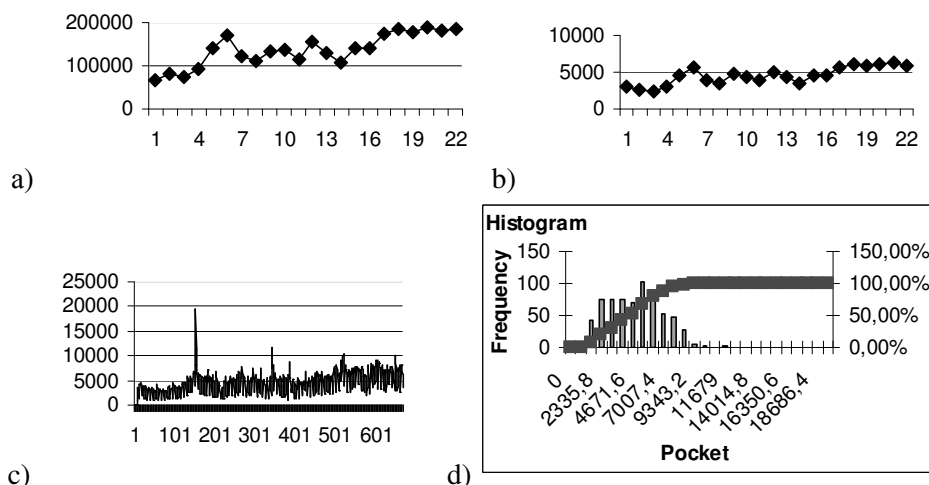 200000
100000
0
1 4 7 10 13 16 19 22
a)
10000
5000
0
1 4 7 10 13 16 19 22
b)
25000
20000
15000
10000
5000
0
1 101 201 301 401 501 601
c)
Histogram
150
100
50
0
Frequency
150,00%
100,00%
50,00%
0,00%
0
2335,8
4671,6
7007,4
9343,2
11679
14014,8
16350,6
18686,4
Pocket
d)